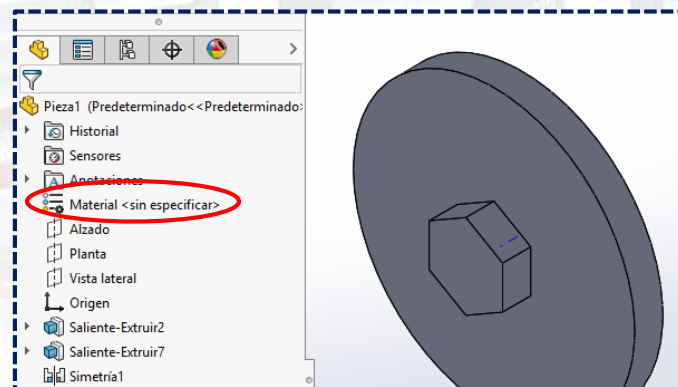 Pieza1 (Predeterminado<<Predeterminado:
Historial
Sensores
Anotaciones
Material <sin especificar>
Alzado
Planta
Vista lateral
Origen
Saliente-Extruir2
Saliente-Extruir7
Simetría1